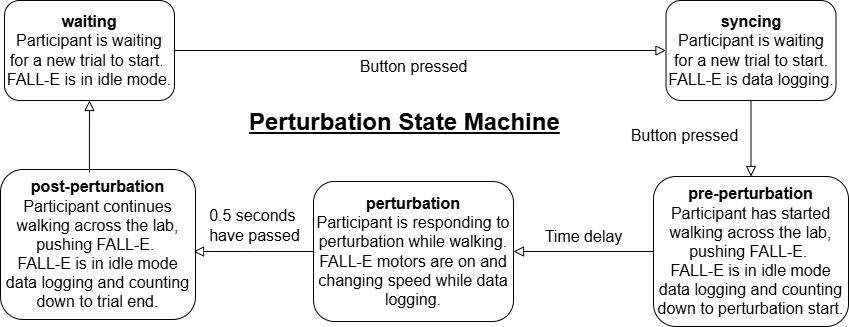 waiting
Participant is waiting
for a new trial to start.
FALL-E is in idle mode.
Button pressed
syncing
Participant is waiting
for a new trial to start.
FALL-E is data logging.
Perturbation State Machine
Button pressed
pre-perturbation
Participant has started
walking across the lab,
pushing FALL-E.
FALL-E is in idle mode
data logging and counting
down to perturbation start.
Time delay
perturbation
Participant is responding to
perturbation while walking.
FALL-E motors are on and
changing speed while data
logging.
0.5 seconds
have passed
post-perturbation
Participant continues
walking across the lab,
pushing FALL-E.
FALL-E is in idle mode
data logging and counting
down to trial end.